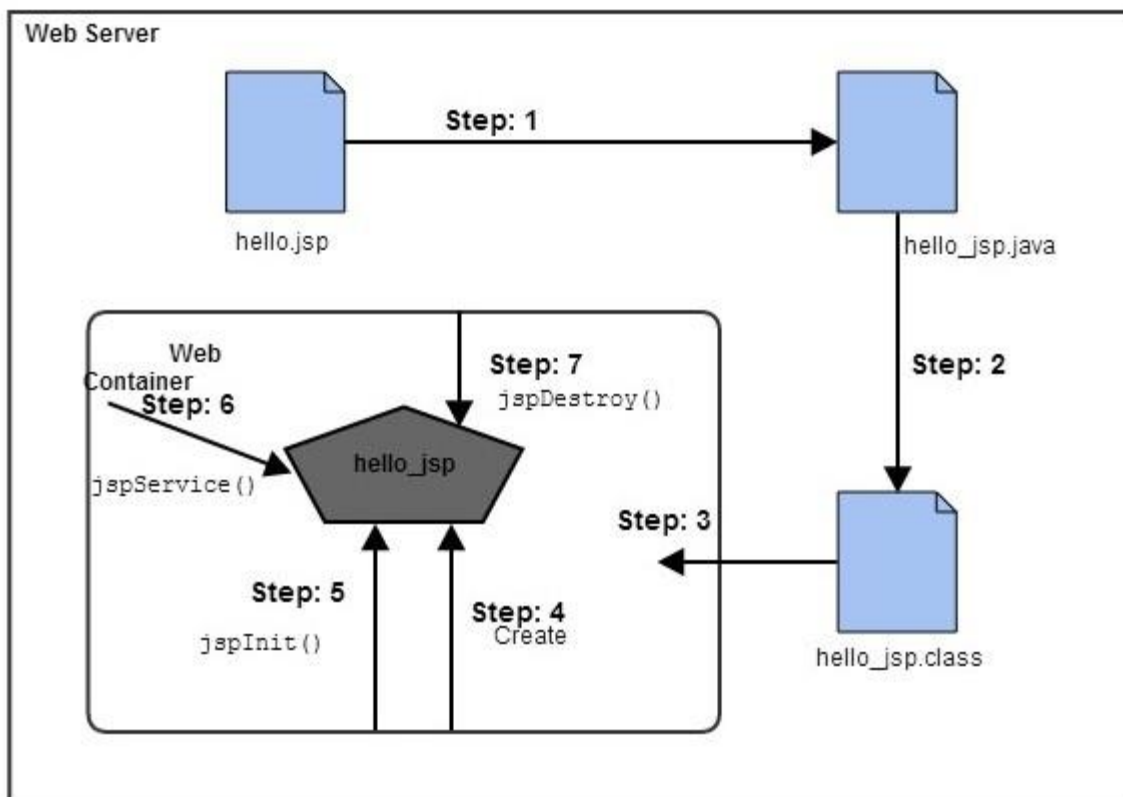 Web Server
Step: 1
hello.jsp
hello_jsp.java
Step: 2
Web
Container
Step: 6
jspService()
Step: 7
jspDestroy()
hello_jsp
Step: 3
Step: 5
jspInit()
Step: 4
Create
hello_jsp.class